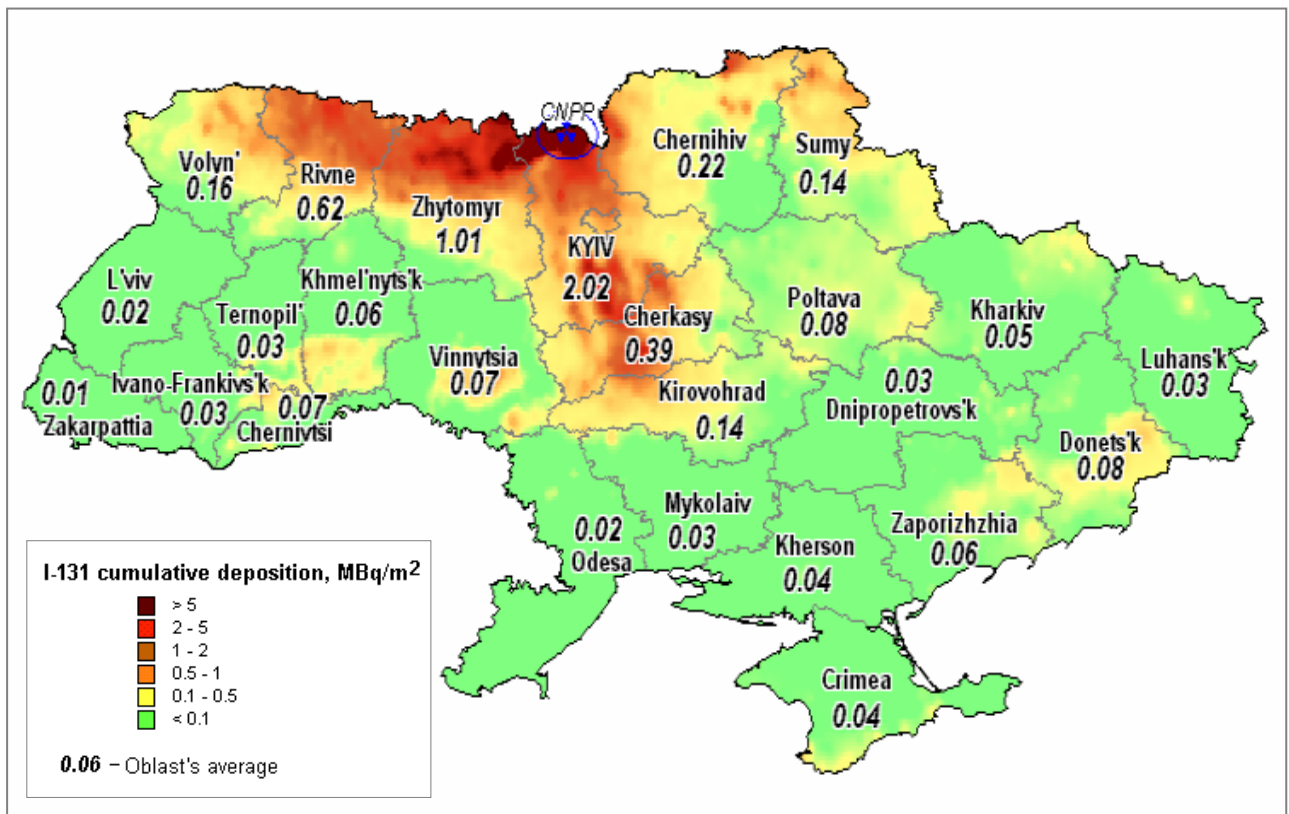 CNPP
Chernihiv
0.22
Sumy
0.14
Volyn'
0.16
Rivne
0.62
Zhytomyr
1.01
KYIV
2.02
L'viv
0.02
Khmel'nyts'k
0.06
Ternopil'
0.03
Cherkasy
0.39
Poltava
0.08
Kharkiv
0.05
Luhans'k
0.03
Vinnytsia
0.07
0.01
Zakarpattia
Ivano-Frankivs'k
0.03
0.07
Chernivtsi
Kirovohrad
0.14
0.03
Dnipropetrovs'k
Donets'k
0.08
Mykolaiv
0.03
0.02
Odesa
Kherson
0.04
Zaporizhzhia
0.06
Crimea
0.04
I-131 cumulative deposition, MBq/m2
> 5
2 - 5
1 - 2
0.5 - 1
0.1 - 0.5
< 0.1
0.06 – Oblast's average